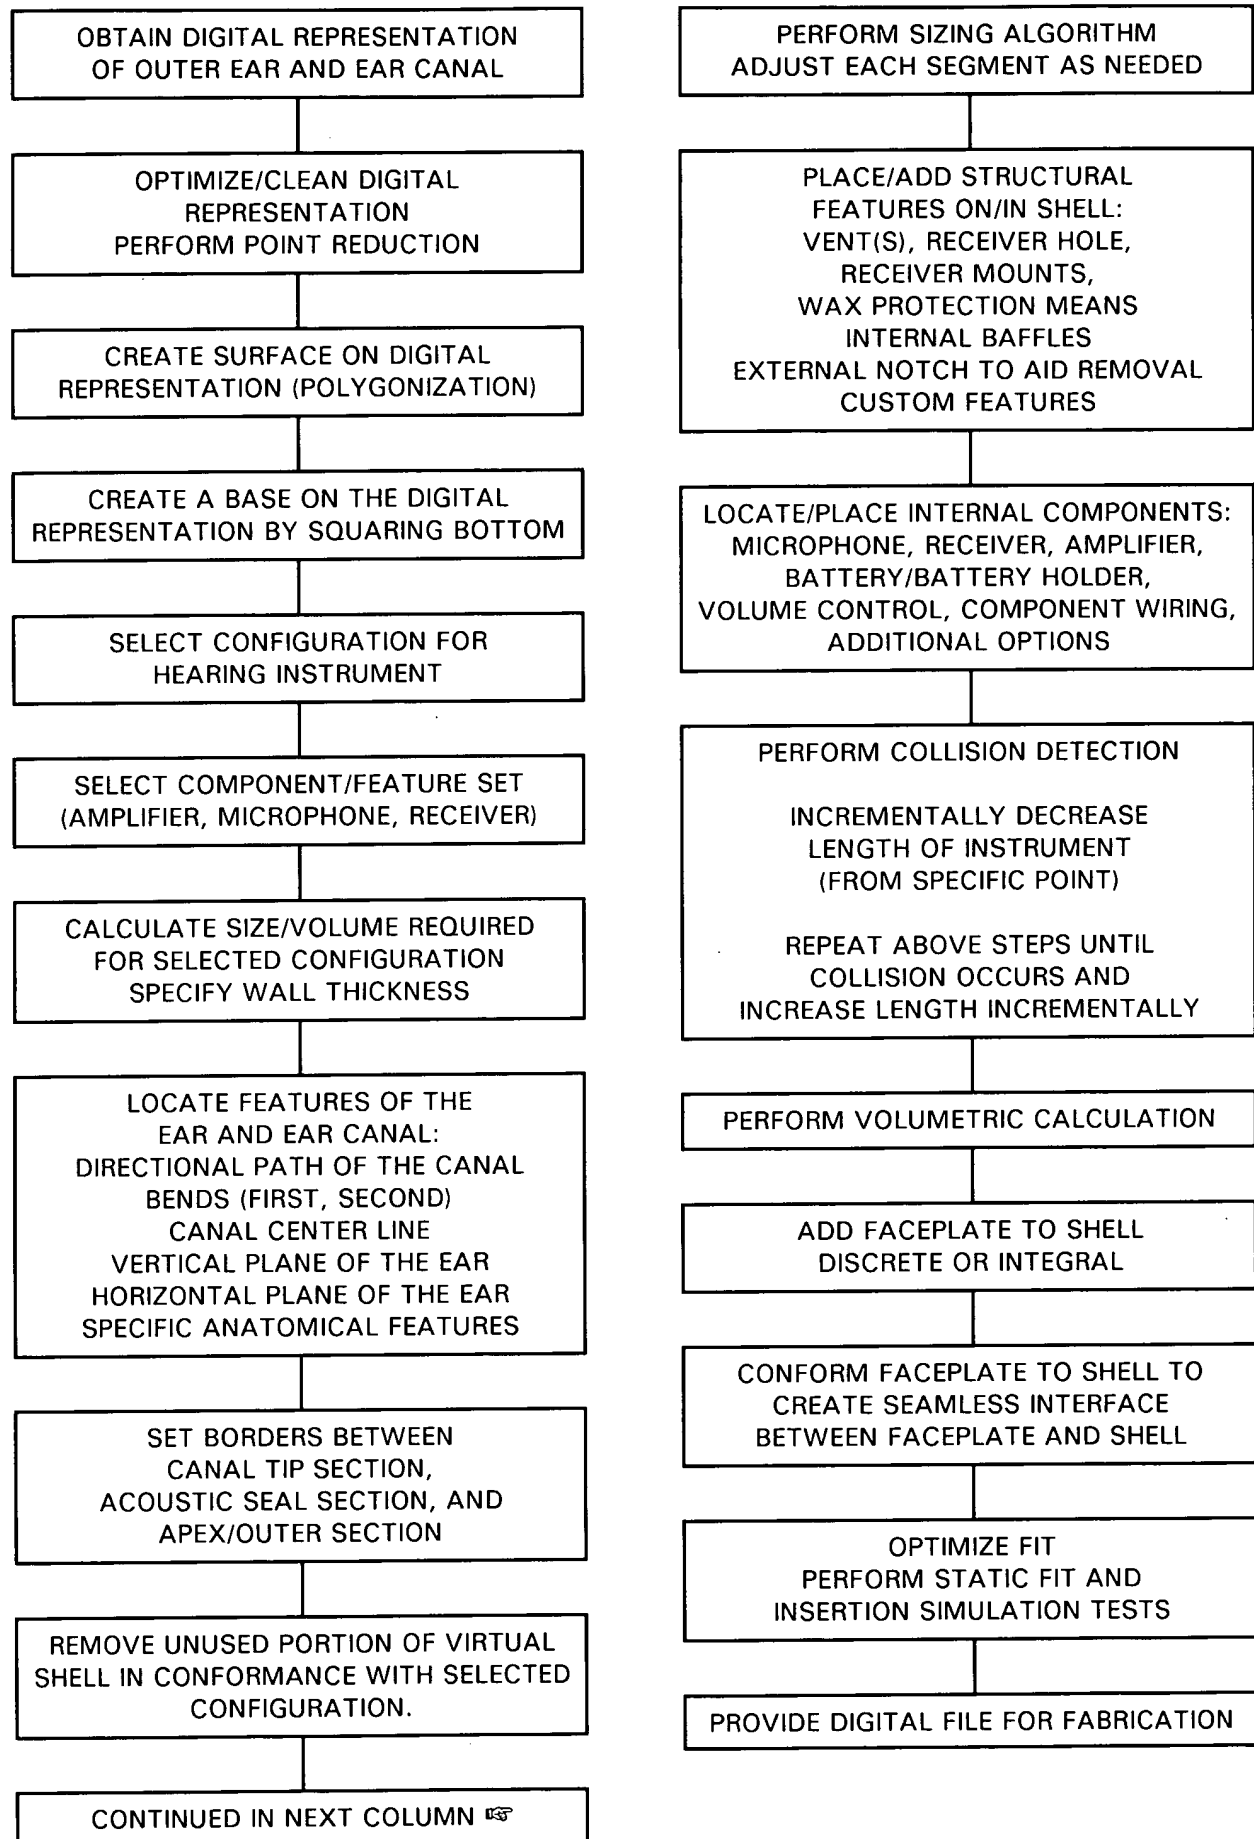 OBTAIN DIGITAL REPRESENTATION
OF OUTER EAR AND EAR CANAL
OPTIMIZE/CLEAN DIGITAL
REPRESENTATION
PERFORM POINT REDUCTION
CREATE SURFACE ON DIGITAL
REPRESENTATION (POLYGONIZATION)
CREATE A BASE ON THE DIGITAL
REPRESENTATION BY SQUARING BOTTOM
SELECT CONFIGURATION FOR
HEARING INSTRUMENT
SELECT COMPONENT/FEATURE SET
(AMPLIFIER, MICROPHONE, RECEIVER)
CALCULATE SIZE/VOLUME REQUIRED
FOR SELECTED CONFIGURATION
SPECIFY WALL THICKNESS
LOCATE FEATURES OF THE
EAR AND EAR CANAL:
DIRECTIONAL PATH OF THE CANAL
BENDS (FIRST, SECOND)
CANAL CENTER LINE
VERTICAL PLANE OF THE EAR
HORIZONTAL PLANE OF THE EAR
SPECIFIC ANATOMICAL FEATURES
SET BORDERS BETWEEN
CANAL TIP SECTION,
ACOUSTIC SEAL SECTION, AND
APEX/OUTER SECTION
REMOVE UNUSED PORTION OF VIRTUAL
SHELL IN CONFORMANCE WITH SELECTED
CONFIGURATION.
CONTINUED IN NEXT COLUMN ☞
PERFORM SIZING ALGORITHM
ADJUST EACH SEGMENT AS NEEDED
PLACE/ADD STRUCTURAL
FEATURES ON/IN SHELL:
VENT(S), RECEIVER HOLE,
RECEIVER MOUNTS,
WAX PROTECTION MEANS
INTERNAL BAFFLES
EXTERNAL NOTCH TO AID REMOVAL
CUSTOM FEATURES
LOCATE/PLACE INTERNAL COMPONENTS:
MICROPHONE, RECEIVER, AMPLIFIER,
BATTERY/BATTERY HOLDER,
VOLUME CONTROL, COMPONENT WIRING,
ADDITIONAL OPTIONS
PERFORM COLLISION DETECTION
INCREMENTALLY DECREASE
LENGTH OF INSTRUMENT
(FROM SPECIFIC POINT)
REPEAT ABOVE STEPS UNTIL
COLLISION OCCURS AND
INCREASE LENGTH INCREMENTALLY
PERFORM VOLUMETRIC CALCULATION
ADD FACEPLATE TO SHELL
DISCRETE OR INTEGRAL
CONFORM FACEPLATE TO SHELL TO
CREATE SEAMLESS INTERFACE
BETWEEN FACEPLATE AND SHELL
OPTIMIZE FIT
PERFORM STATIC FIT AND
INSERTION SIMULATION TESTS
PROVIDE DIGITAL FILE FOR FABRICATION